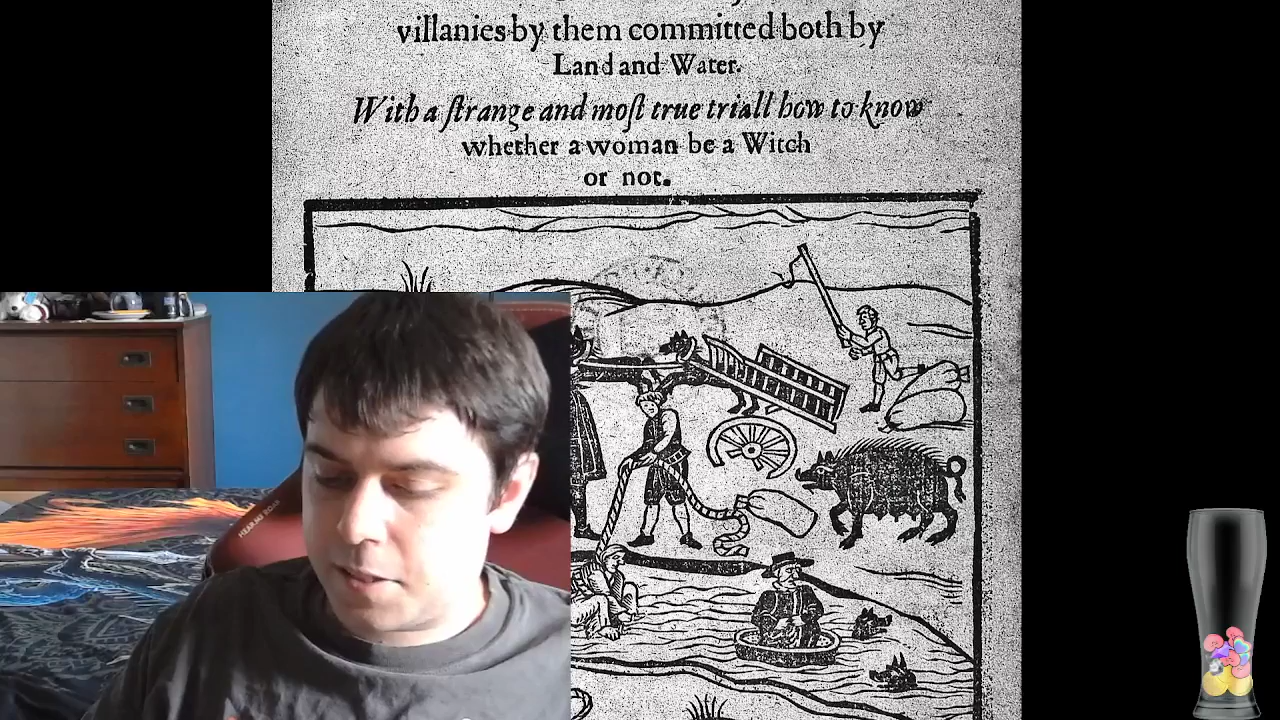 villanies by them committed both by
Land and Water.
With a ſtrange and moſt true triall how to know
whether a woman be a Witch
or not.